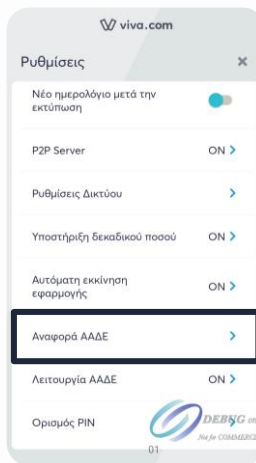 viva.com
Ρυθμίσεις
Νέο ημερολόγιο μετά την
εκτύπωση
P2P Server ON
Ρυθμίσεις Δικτύου
Υποστήριξη δεκαδικού ποσού ON
Αυτόματη εκκίνηση
εφαρμογής ON
Αναφορά ΑΑΔΕ
Λειτουργία ΑΑΔΕ ON
Ορισμός PIN
DEBUG
Not for COMMERCE
01